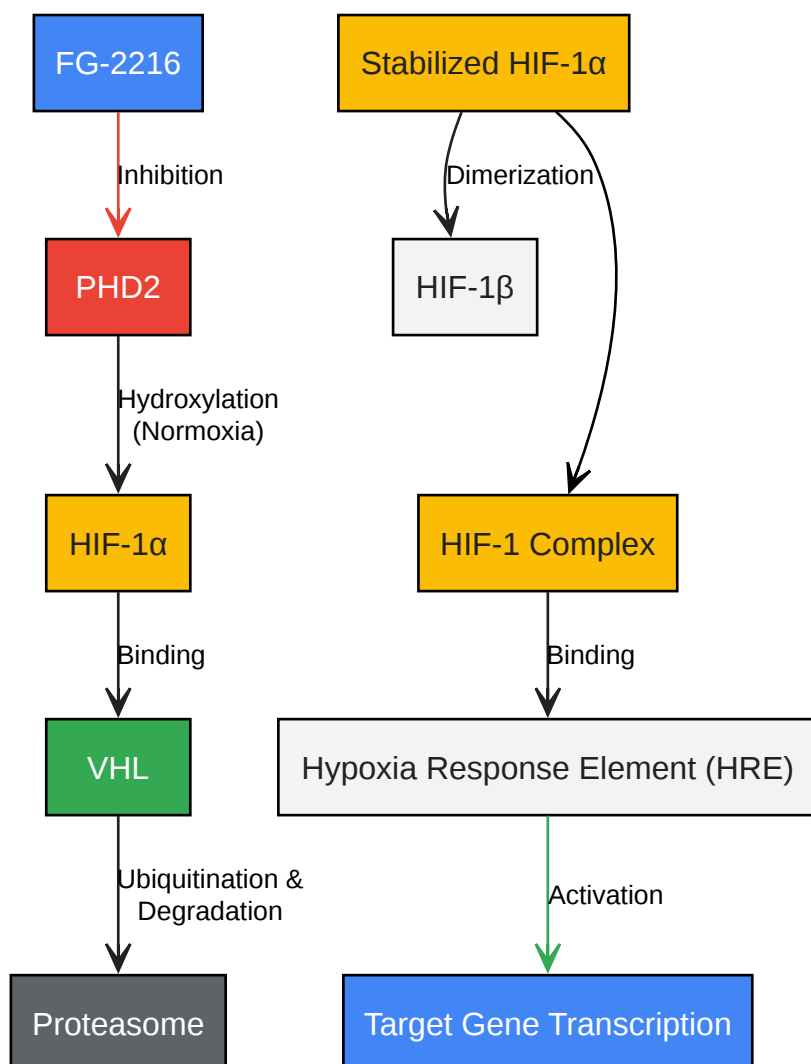 FG-2216
Inhibition
PHD2
Hydroxylation
(Normoxia)
HIF-1α
Binding
VHL
Ubiquitination &
Degradation
Proteasome
Stabilized HIF-1α
Dimerization
HIF-1β
HIF-1 Complex
Binding
Hypoxia Response Element (HRE)
Activation
Target Gene Transcription